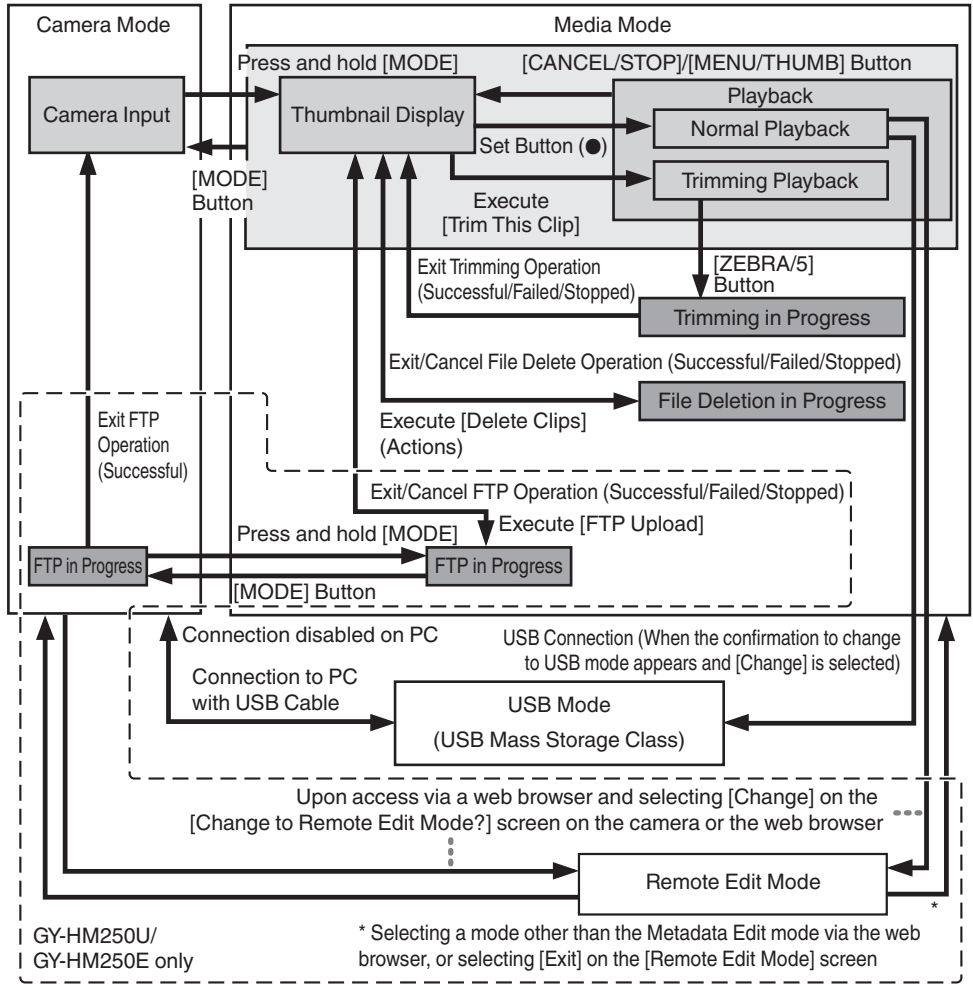 Camera Mode
Media Mode
Press and hold [MODE]
[CANCEL/STOP]/[MENU/THUMB] Button
Camera Input
Thumbnail Display
Playback
Normal Playback
Set Button (●)
Trimming Playback
[MODE]
Button
Execute
[Trim This Clip]
Exit Trimming Operation
(Successful/Failed/Stopped)
[ZEBRA/5]
Button
Trimming in Progress
Exit/Cancel File Delete Operation (Successful/Failed/Stopped)
File Deletion in Progress
Execute [Delete Clips]
(Actions)
Exit FTP
Operation
(Successful)
Exit/Cancel FTP Operation (Successful/Failed/Stopped)
Execute [FTP Upload]
Press and hold [MODE]
FTP in Progress
FTP in Progress
[MODE] Button
Connection disabled on PC
USB Connection (When the confirmation to change
to USB mode appears and [Change] is selected)
Connection to PC
with USB Cable
USB Mode
(USB Mass Storage Class)
Upon access via a web browser and selecting [Change] on the
[Change to Remote Edit Mode?] screen on the camera or the web browser
Remote Edit Mode
*
GY-HM250U/
GY-HM250E only
* Selecting a mode other than the Metadata Edit mode via the web
browser, or selecting [Exit] on the [Remote Edit Mode] screen